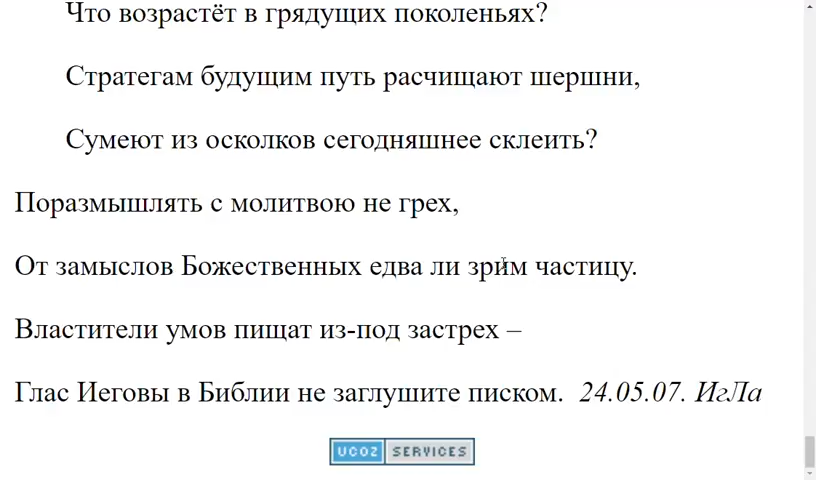 Что возрастёт в грядущих поколеньях?
Стратегам будущим путь расчищают шершни,
Сумеют из осколков сегодняшнее склеить?
Поразмышлять с молитвою не грех,
От замыслов Божественных едва ли зрим частицу.
Властители умов пищат из-под застрех –
Глас Иеговы в Библии не заглушите писком. 24.05.07. ИгЛа
UCOZ SERVICES